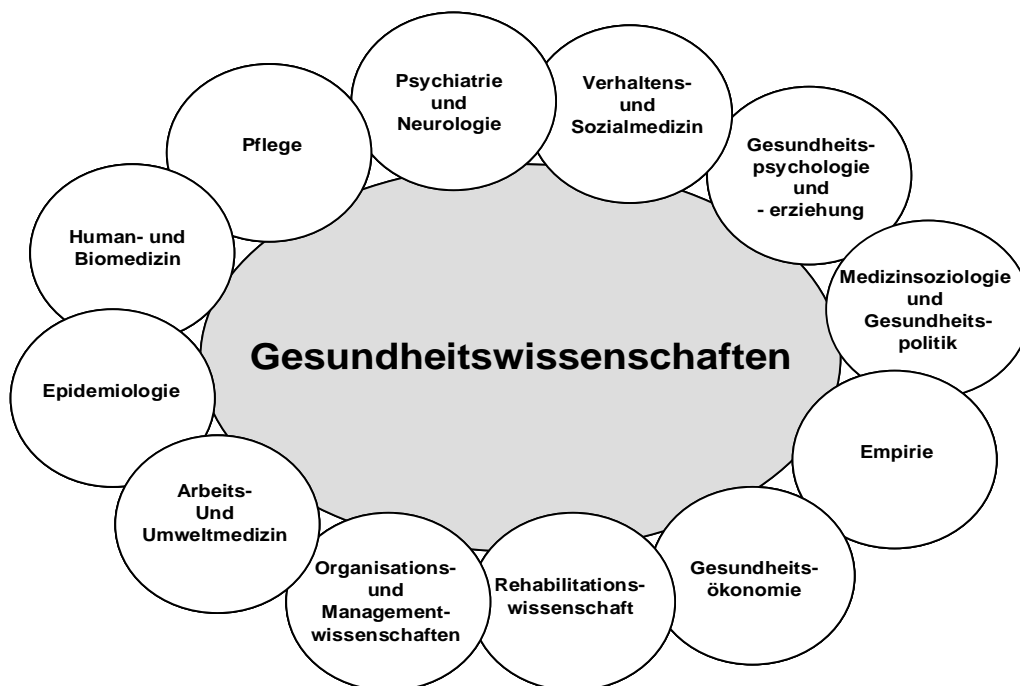 Psychiatrie
und
Neurologie
Verhaltens-
und
Sozialmedizin
Pflege
Gesundheits-
psychologie
und
- erziehung
Human- und
Biomedizin
Medizinsoziologie
und
Gesundheits-
politik
Gesundheitswissenschaften
Epidemiologie
Empirie
Arbeits-
Und
Umweltmedizin
Organisations-
und
Management-
wissenschaften
Rehabilitations-
wissenschaft
Gesundheits-
ökonomie